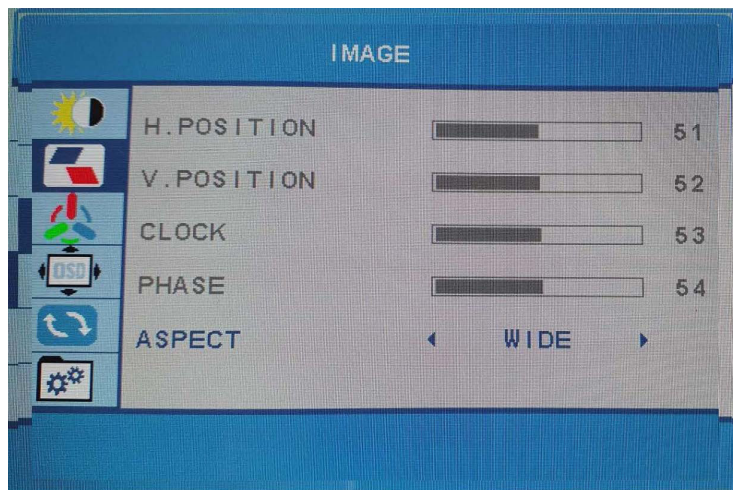 IMAGE
H.POSITION 51
V.POSITION 52
CLOCK 53
PHASE 54
OSD
ASPECT WIDE